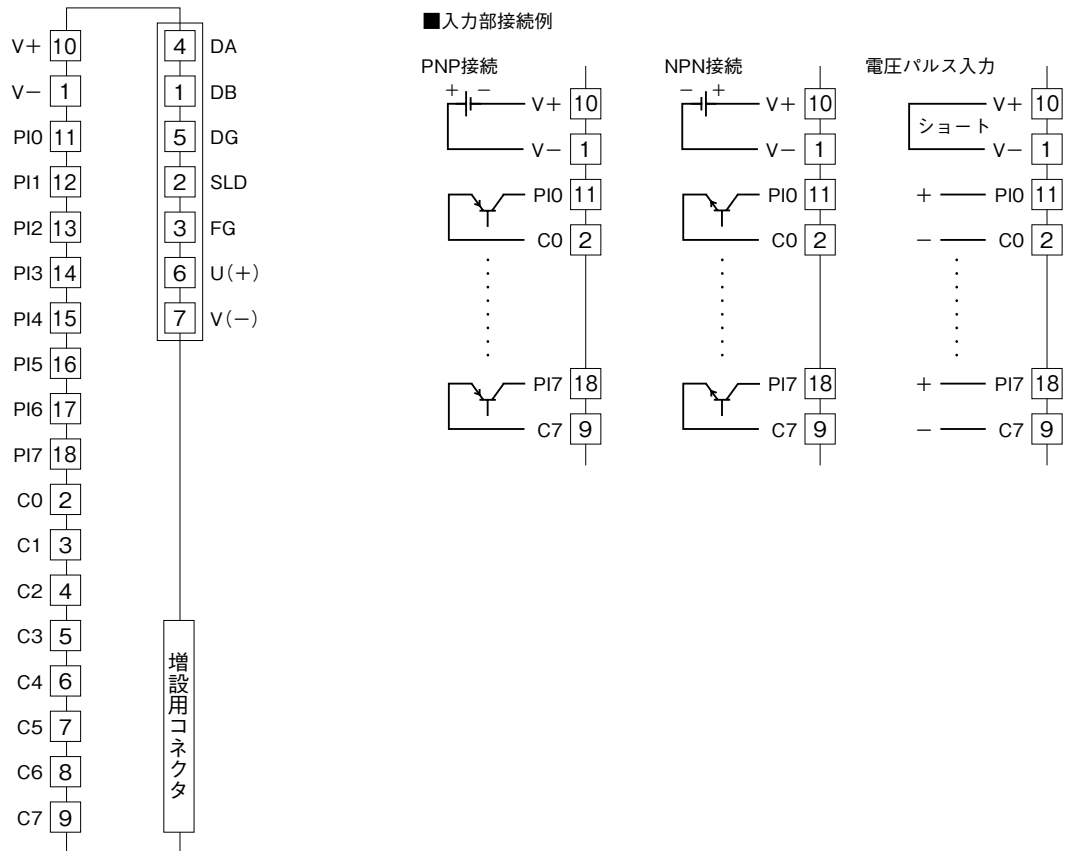 V+ 10
V− 1
PI0 11
PI1 12
PI2 13
PI3 14
PI4 15
PI5 16
PI6 17
PI7 18
C0 2
C1 3
C2 4
C3 5
C4 6
C5 7
C6 8
C7 9
4 DA
1 DB
5 DG
2 SLD
3 FG
6 U(+)
7 V(−)
増設用コネクタ
■入力部接続例
PNP接続
+ −
V+ 10
V− 1
PI0 11
C0 2
PI7 18
C7 9
NPN接続
− +
V+ 10
V− 1
PI0 11
C0 2
PI7 18
C7 9
電圧パルス入力
V+ 10
ショート
V− 1
+ PI0 11
− C0 2
+ PI7 18
− C7 9